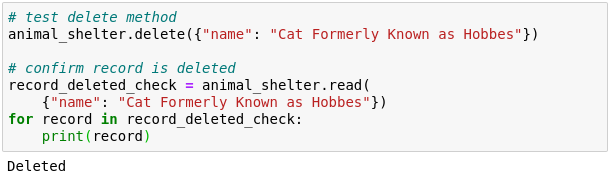 # test delete method
animal_shelter.delete({"name": "Cat Formerly Known as Hobbes"})

# confirm record is deleted
record_deleted_check = animal_shelter.read(
    {"name": "Cat Formerly Known as Hobbes"})
for record in record_deleted_check:
    print(record)
Deleted